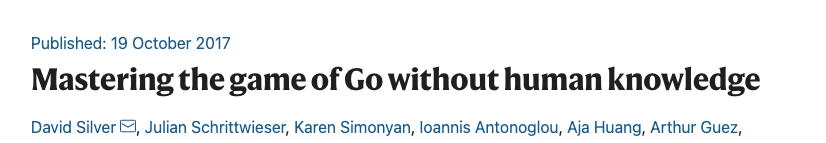 Published: 19 October 2017
Mastering the game of Go without human knowledge
David Silver, Julian Schrittwieser, Karen Simonyan, Ioannis Antonoglou, Aja Huang, Arthur Guez,